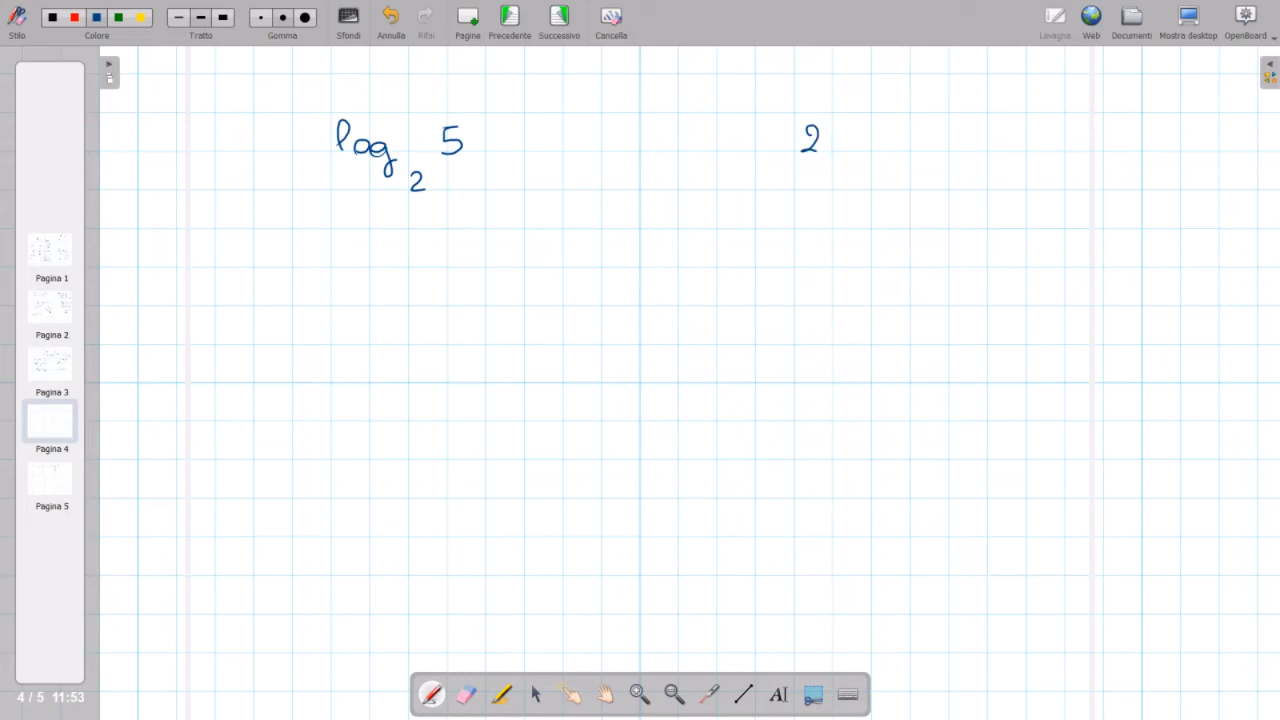 Stilo Colore Tratto Gomma Sfondi Annulla Rifai Pagine Precedente Successivo Cancella Lavagna Web Documenti Mostra desktop OpenBoard
log₂ 5 2
Pagina 1
Pagina 2
Pagina 3
Pagina 4
Pagina 5
4 / 5 11:53